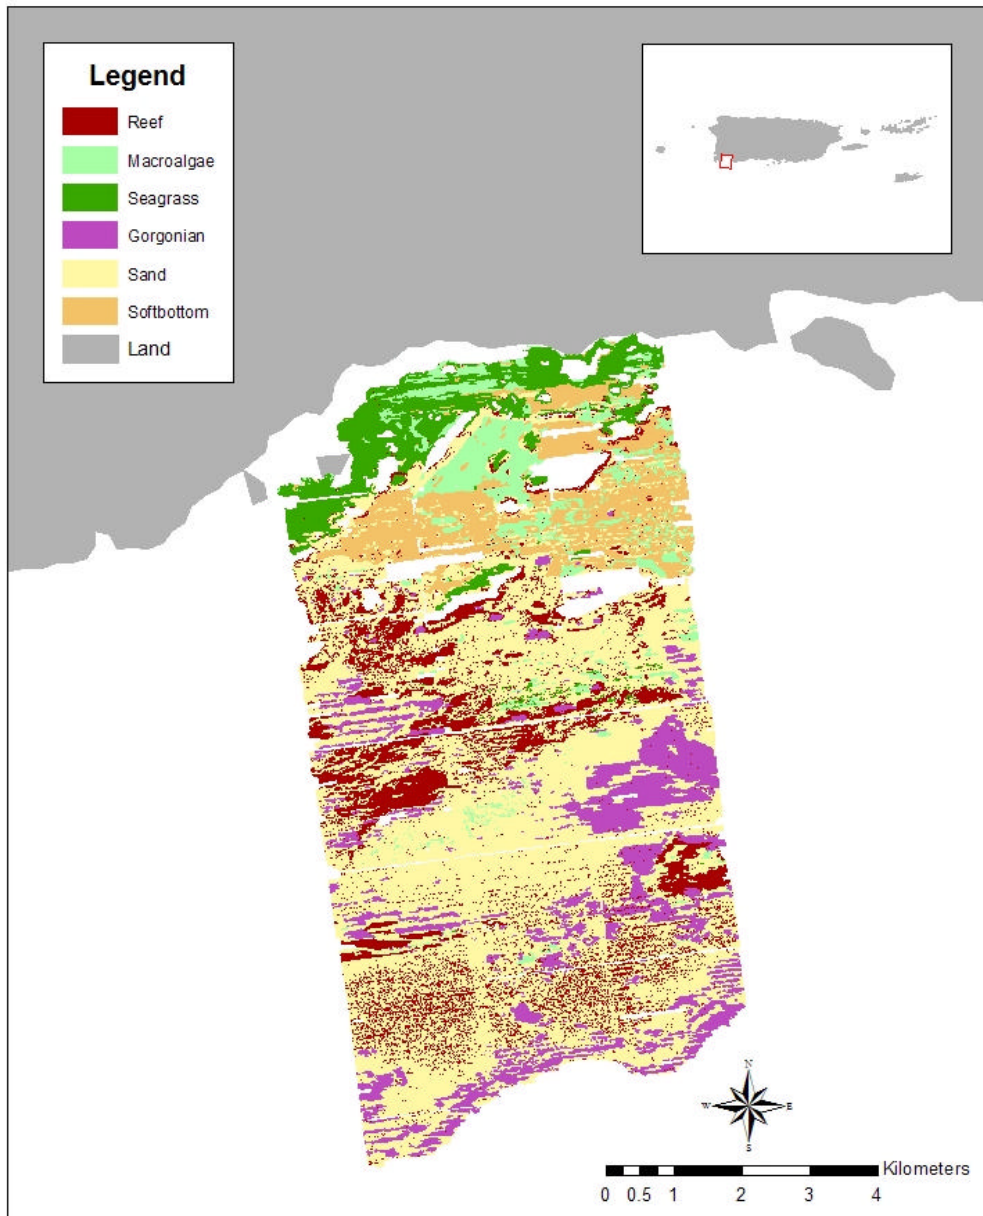 Legend
Reef
Macroalgae
Seagrass
Gorgonian
Sand
Softbottom
Land
N
W E
S
Kilometers
0 0.5 1 2 3 4